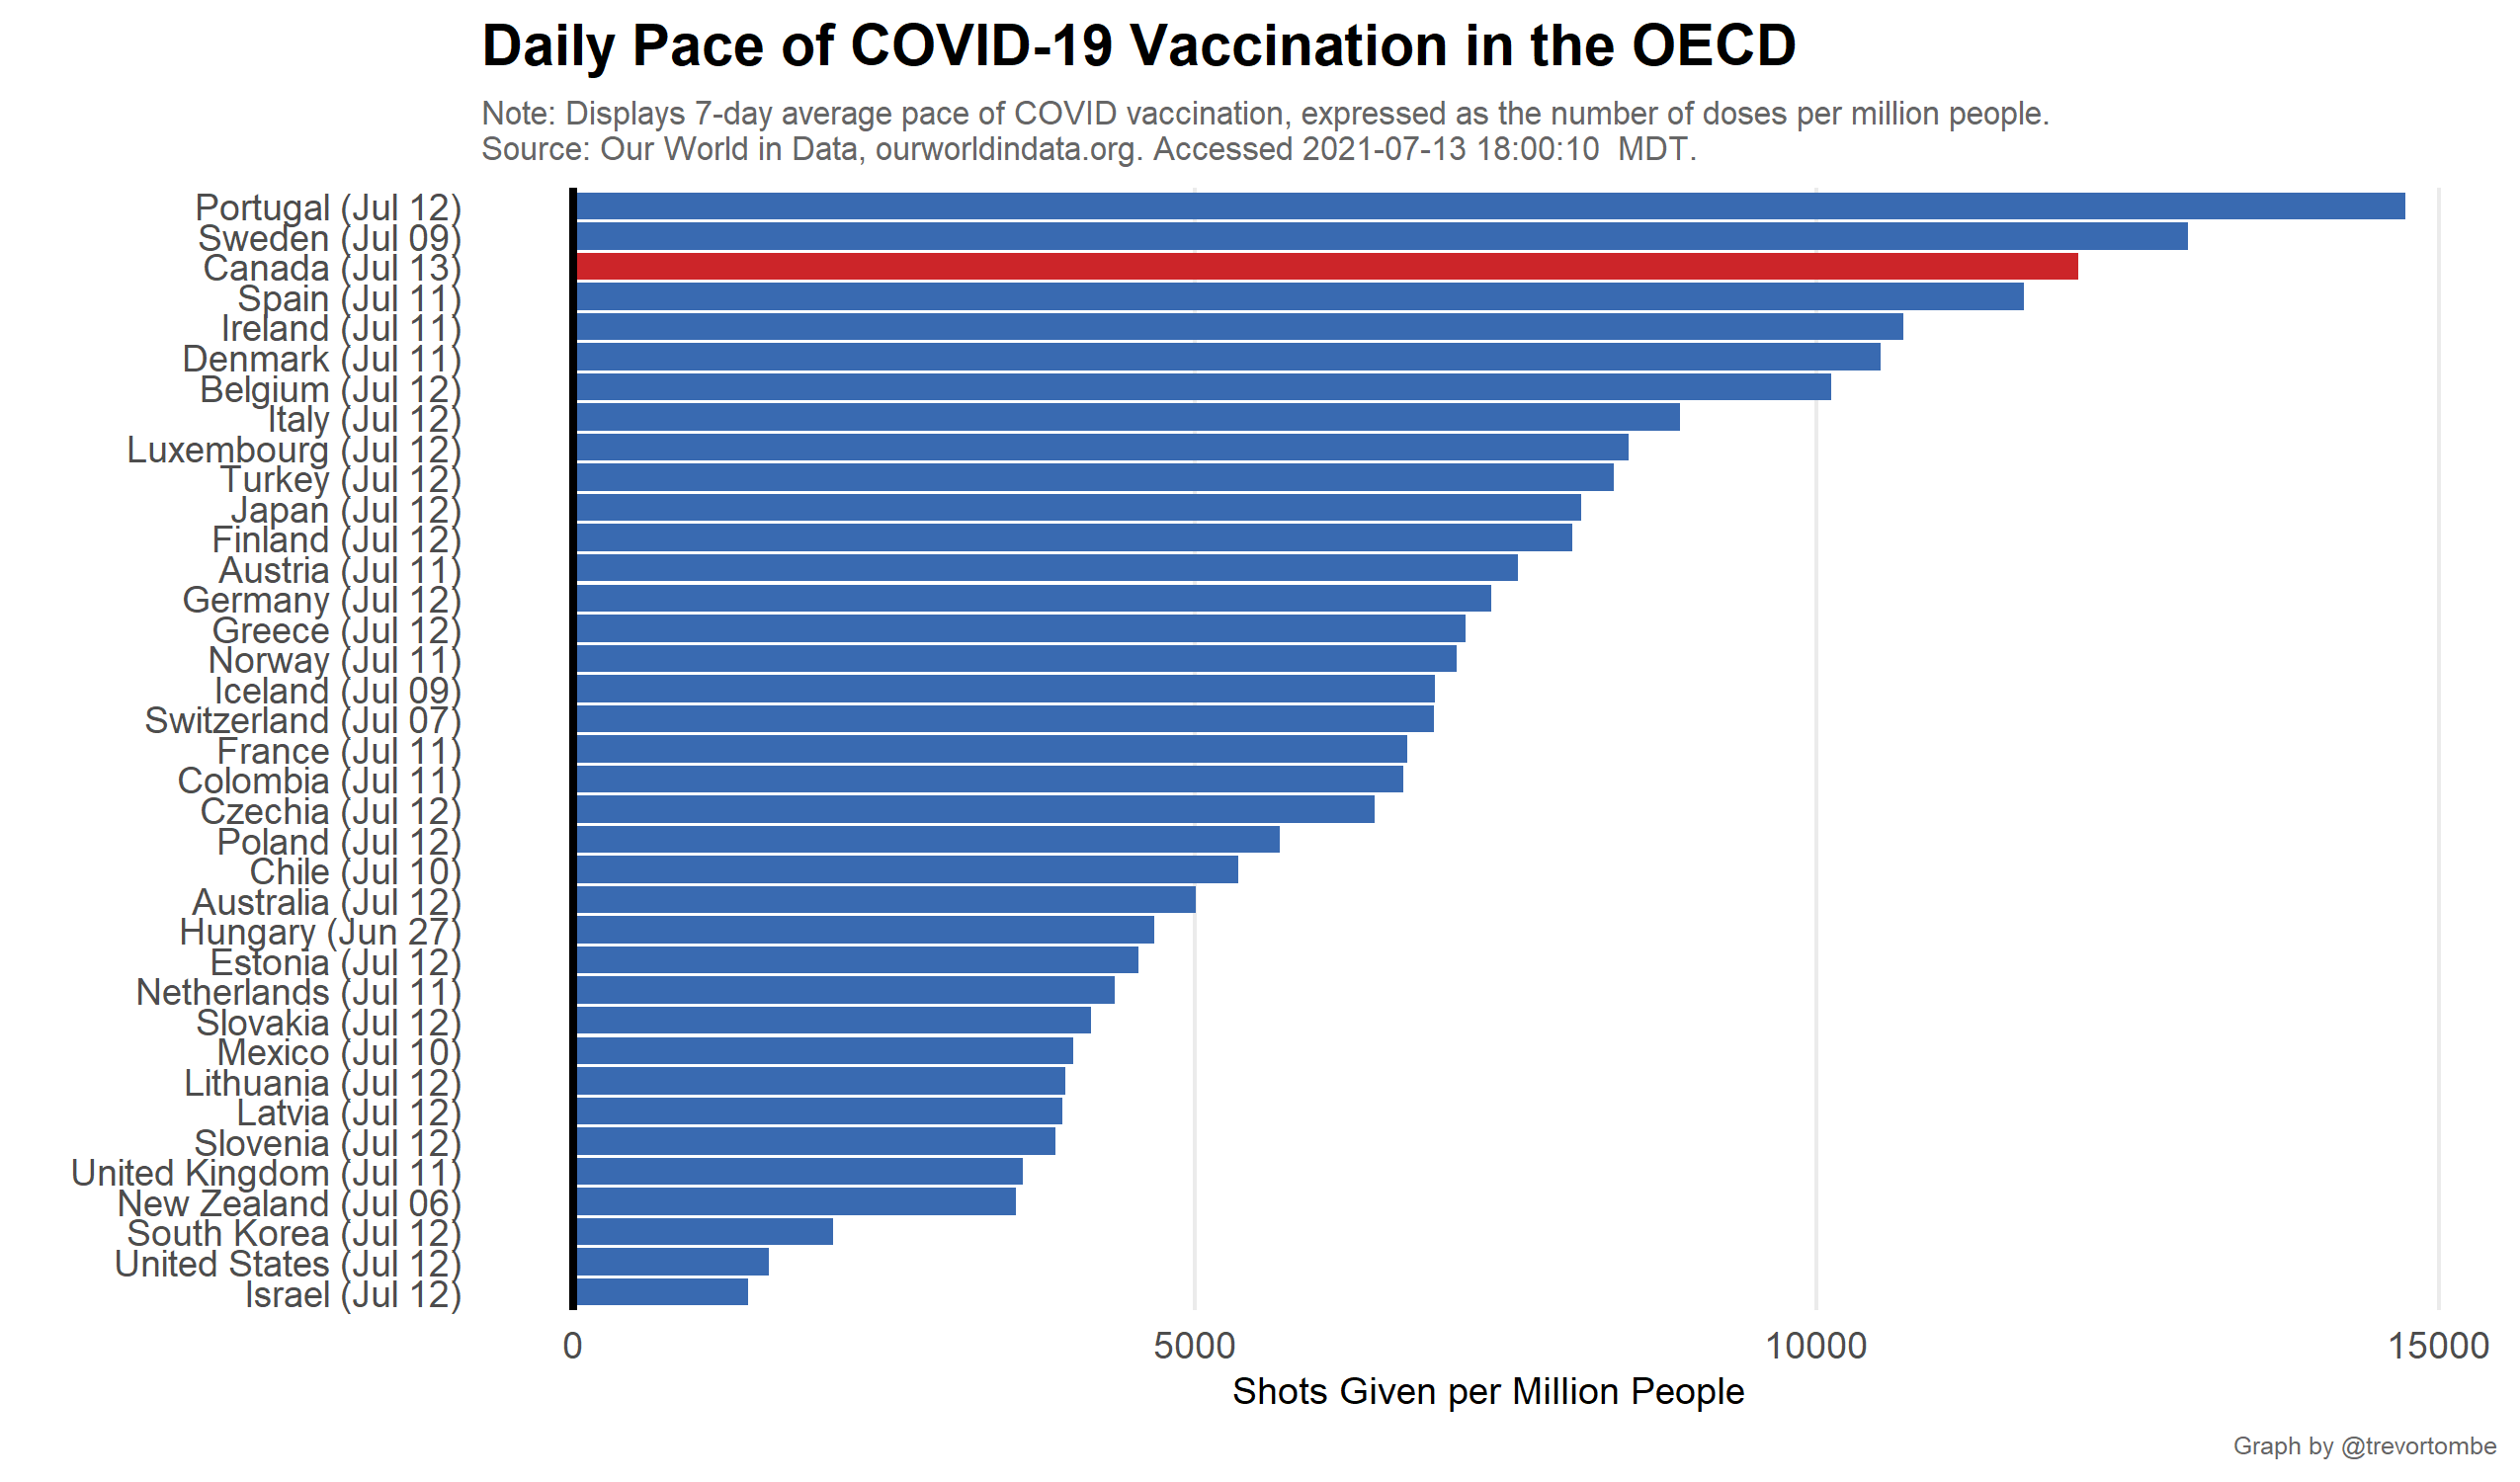 Daily Pace of COVID-19 Vaccination in the OECD
Note: Displays 7-day average pace of COVID vaccination, expressed as the number of doses per million people.
Source: Our World in Data, ourworldindata.org. Accessed 2021-07-13 18:00:10  MDT.
Portugal (Jul 12)
Sweden (Jul 09)
Canada (Jul 13)
Spain (Jul 11)
Ireland (Jul 11)
Denmark (Jul 11)
Belgium (Jul 12)
Italy (Jul 12)
Luxembourg (Jul 12)
Turkey (Jul 12)
Japan (Jul 12)
Finland (Jul 12)
Austria (Jul 11)
Germany (Jul 12)
Greece (Jul 12)
Norway (Jul 11)
Iceland (Jul 09)
Switzerland (Jul 07)
France (Jul 11)
Colombia (Jul 11)
Czechia (Jul 12)
Poland (Jul 12)
Chile (Jul 10)
Australia (Jul 12)
Hungary (Jun 27)
Estonia (Jul 12)
Netherlands (Jul 11)
Slovakia (Jul 12)
Mexico (Jul 10)
Lithuania (Jul 12)
Latvia (Jul 12)
Slovenia (Jul 12)
United Kingdom (Jul 11)
New Zealand (Jul 06)
South Korea (Jul 12)
United States (Jul 12)
Israel (Jul 12)
0 5000 10000 15000
Shots Given per Million People
Graph by @trevortombe